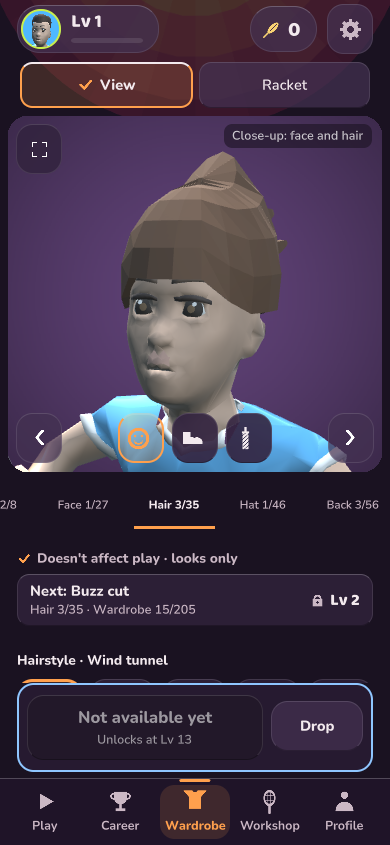 Lv 1
0
View
Racket
Close-up: face and hair
2/8
Face 1/27
Hair 3/35
Hat 1/46
Back 3/56
Doesn't affect play · looks only
Next: Buzz cut
Hair 3/35 · Wardrobe 15/205
Lv 2
Hairstyle · Wind tunnel
Not available yet
Unlocks at Lv 13
Drop
Play
Career
Wardrobe
Workshop
Profile